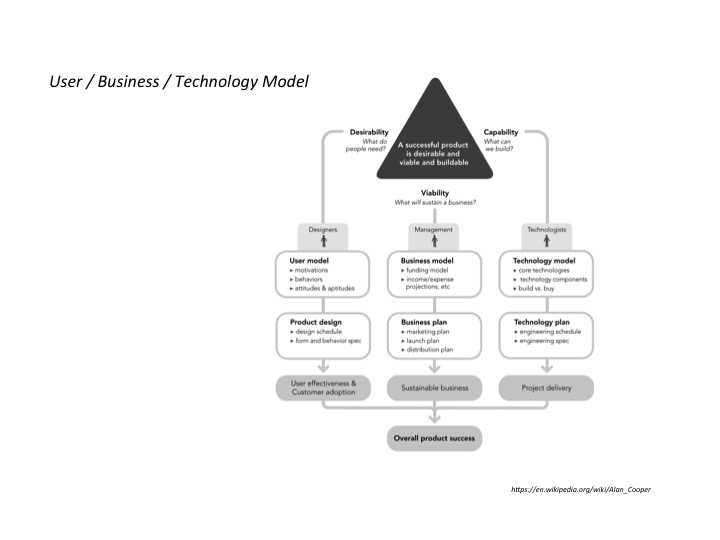 User / Business / Technology Model
Desirability
What do
people need?
A successful product
is desirable and
viable and buildable
Capability
What can
we build?
Viability
What will sustain a business?
Designers
Management
Technologists
User model
▸ motivations
▸ behaviors
▸ attitudes & aptitudes
Business model
▸ funding model
▸ income/expense
projections, etc
Technology model
▸ core technologies
▸ technology components
▸ build vs. buy
Product design
▸ design schedule
▸ form and behavior spec
Business plan
▸ marketing plan
▸ launch plan
▸ distribution plan
Technology plan
▸ engineering schedule
▸ engineering spec
User effectiveness &
Customer adoption
Sustainable business
Project delivery
Overall product success
https://en.wikipedia.org/wiki/Alan_Cooper